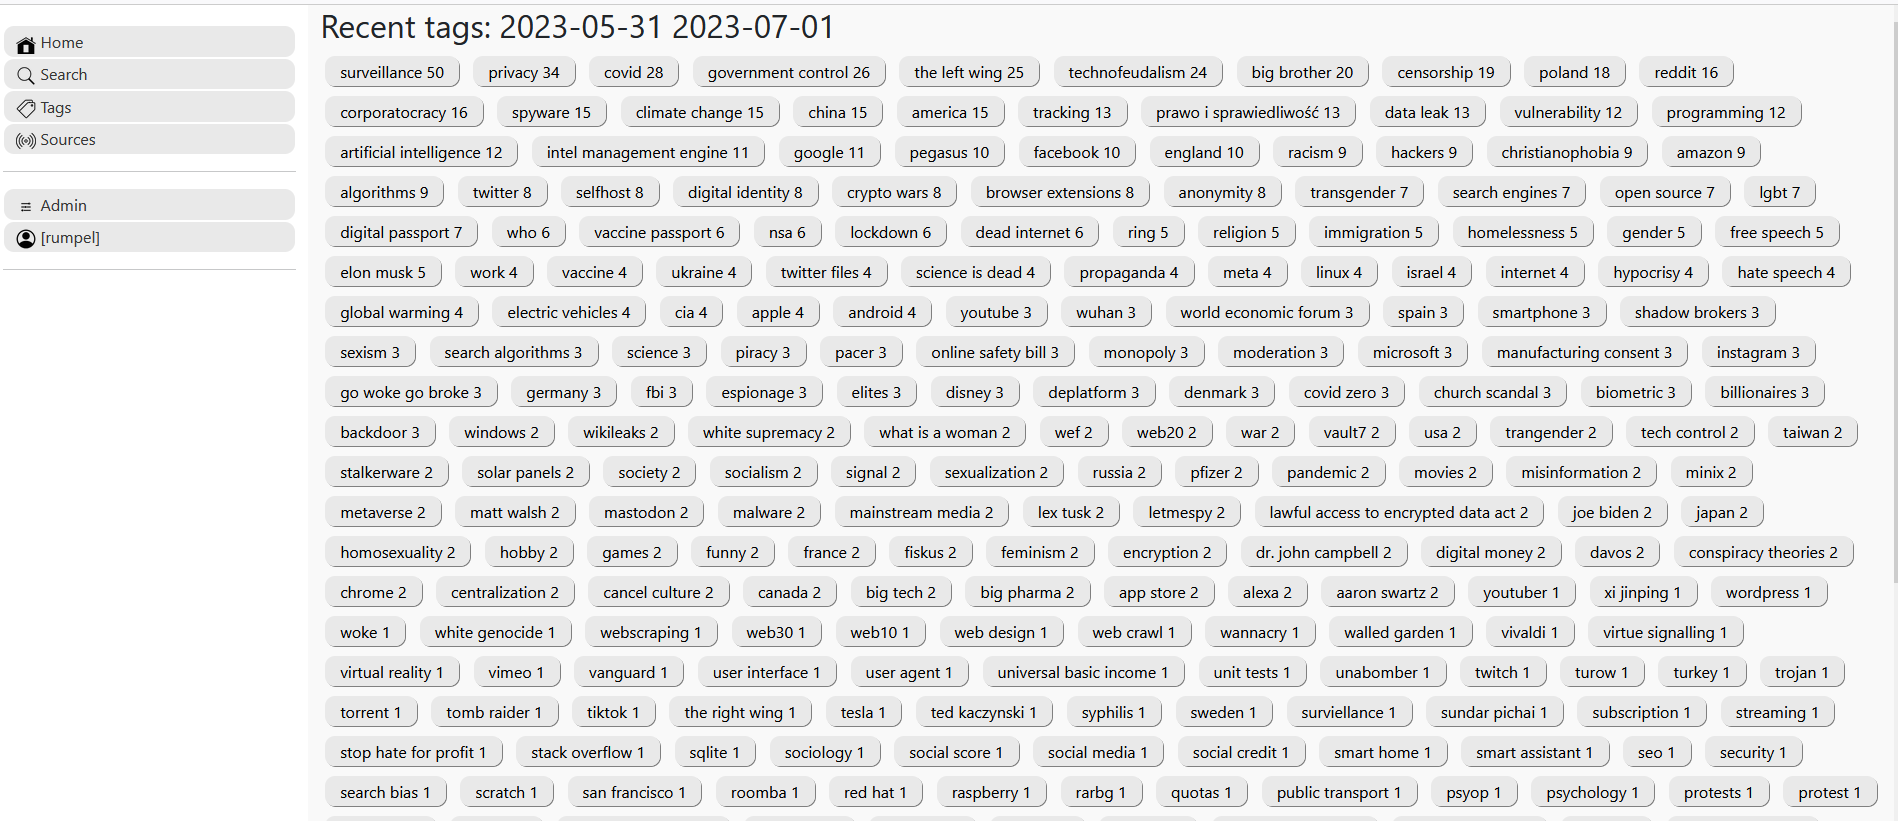 Home
Search
Tags
Sources
Admin
[rumpel]
Recent tags: 2023-05-31 2023-07-01
surveillance 50 privacy 34 covid 28 government control 26 the left wing 25 technofeudalism 24 big brother 20 censorship 19 poland 18 reddit 16
corporatocracy 16 spyware 15 climate change 15 china 15 america 15 tracking 13 prawo i sprawiedliwość 13 data leak 13 vulnerability 12 programming 12
artificial intelligence 12 intel management engine 11 google 11 pegasus 10 facebook 10 england 10 racism 9 hackers 9 christianophobia 9 amazon 9
algorithms 9 twitter 8 selfhost 8 digital identity 8 crypto wars 8 browser extensions 8 anonymity 8 transgender 7 search engines 7 open source 7 lgbt 7
digital passport 7 who 6 vaccine passport 6 nsa 6 lockdown 6 dead internet 6 ring 5 religion 5 immigration 5 homelessness 5 gender 5 free speech 5
elon musk 5 work 4 vaccine 4 ukraine 4 twitter files 4 science is dead 4 propaganda 4 meta 4 linux 4 israel 4 internet 4 hypocrisy 4 hate speech 4
global warming 4 electric vehicles 4 cia 4 apple 4 android 4 youtube 3 wuhan 3 world economic forum 3 spain 3 smartphone 3 shadow brokers 3
sexism 3 search algorithms 3 science 3 piracy 3 pacer 3 online safety bill 3 monopoly 3 moderation 3 microsoft 3 manufacturing consent 3 instagram 3
go woke go broke 3 germany 3 fbi 3 espionage 3 elites 3 disney 3 deplatform 3 denmark 3 covid zero 3 church scandal 3 biometric 3 billionaires 3
backdoor 3 windows 2 wikileaks 2 white supremacy 2 what is a woman 2 wef 2 web20 2 war 2 vault7 2 usa 2 trangender 2 tech control 2 taiwan 2
stalkerware 2 solar panels 2 society 2 socialism 2 signal 2 sexualization 2 russia 2 pfizer 2 pandemic 2 movies 2 misinformation 2 minix 2
metaverse 2 matt walsh 2 mastodon 2 malware 2 mainstream media 2 lex tusk 2 letmespy 2 lawful access to encrypted data act 2 joe biden 2 japan 2
homosexuality 2 hobby 2 games 2 funny 2 france 2 fiskus 2 feminism 2 encryption 2 dr. john campbell 2 digital money 2 davos 2 conspiracy theories 2
chrome 2 centralization 2 cancel culture 2 canada 2 big tech 2 big pharma 2 app store 2 alexa 2 aaron swartz 2 youtuber 1 xi jinping 1 wordpress 1
woke 1 white genocide 1 webscraping 1 web30 1 web10 1 web design 1 web crawl 1 wannacry 1 walled garden 1 vivaldi 1 virtue signalling 1
virtual reality 1 vimeo 1 vanguard 1 user interface 1 user agent 1 universal basic income 1 unit tests 1 unabomber 1 twitch 1 turow 1 turkey 1 trojan 1
torrent 1 tomb raider 1 tiktok 1 the right wing 1 tesla 1 ted kaczynski 1 syphilis 1 sweden 1 surviellance 1 sundar pichai 1 subscription 1 streaming 1
stop hate for profit 1 stack overflow 1 sqlite 1 sociology 1 social score 1 social media 1 social credit 1 smart home 1 smart assistant 1 seo 1 security 1
search bias 1 scratch 1 san francisco 1 roomba 1 red hat 1 raspberry 1 rarbg 1 quotas 1 public transport 1 psyop 1 psychology 1 protests 1 protest 1